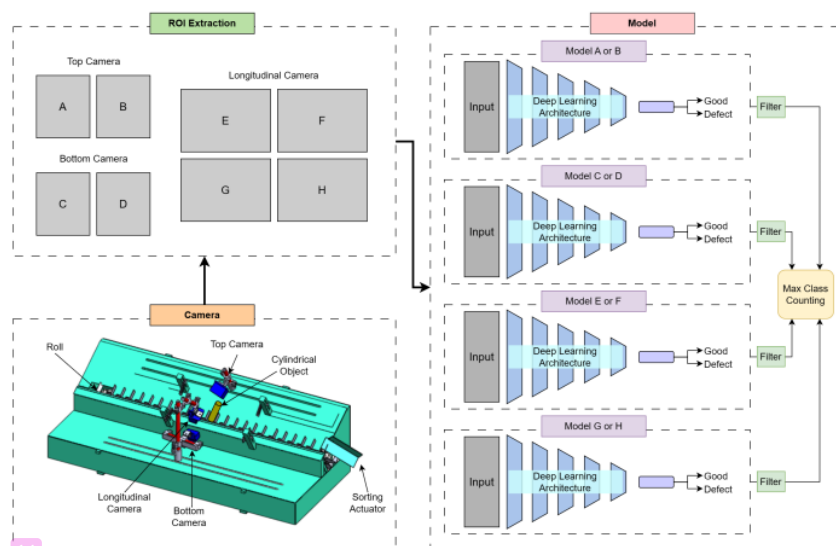 ROI Extraction
Top Camera
A
B
Bottom Camera
C
D
Longitudinal Camera
E
F
G
H
Camera
Roll
Top Camera
Cylindrical
Object
Longitudinal
Camera
Bottom
Camera
Sorting
Actuator
Model
Model A or B
Input
Deep Learning
Architecture
Good
Defect
Filter
Model C or D
Input
Deep Learning
Architecture
Good
Defect
Filter
Max Class
Counting
Model E or F
Input
Deep Learning
Architecture
Good
Defect
Filter
Model G or H
Input
Deep Learning
Architecture
Good
Defect
Filter